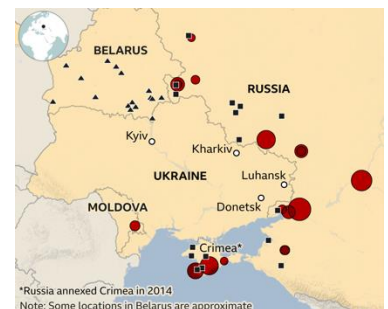 BELARUS
RUSSIA
Kyiv
Kharkiv
UKRAINE
Luhansk
Donetsk
MOLDOVA
Crimea*
*Russia annexed Crimea in 2014
Note: Some locations in Belarus are approximate